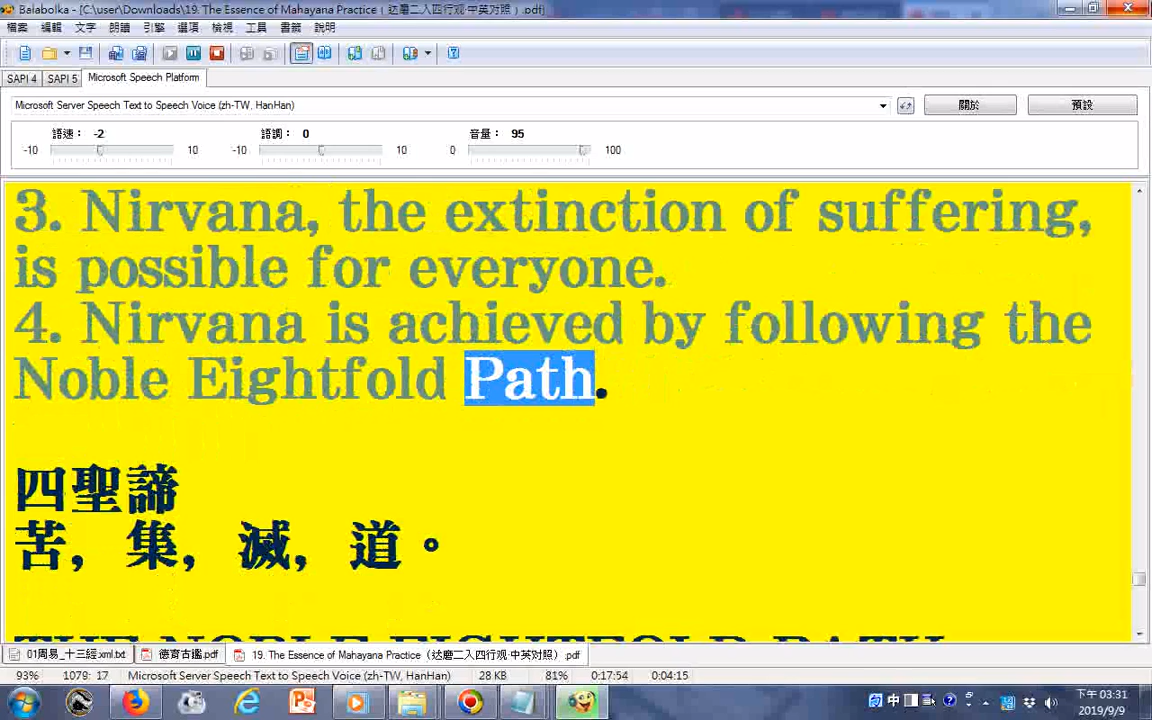 Balabolka - [C:\user\Downloads\19. The Essence of Mahayana Practice（达磨二入四行观·中英对照）.pdf]
檔案 編輯 文字 朗讀 引擎 選項 檢視 工具 書籤 說明
SAPI 4 SAPI 5 Microsoft Speech Platform
Microsoft Server Speech Text to Speech Voice (zh-TW, HanHan) 關於 預設
語速： -2 語調： 0 音量： 95
-10 10 -10 10 0 100
3. Nirvana, the extinction of suffering,
is possible for everyone.
4. Nirvana is achieved by following the
Noble Eightfold Path.
四聖諦
苦, 集, 滅, 道。
THE NOBLE EIGHTFOLD PATH
01周易_十三經.xml.txt 德育古鑑.pdf 19. The Essence of Mahayana Practice（达磨二入四行观·中英对照）.pdf
93% 1079: 17 Microsoft Server Speech Text to Speech Voice (zh-TW, HanHan) 28 KB 81% 0:17:54 0:04:15
中 下午 03:31
2019/9/9